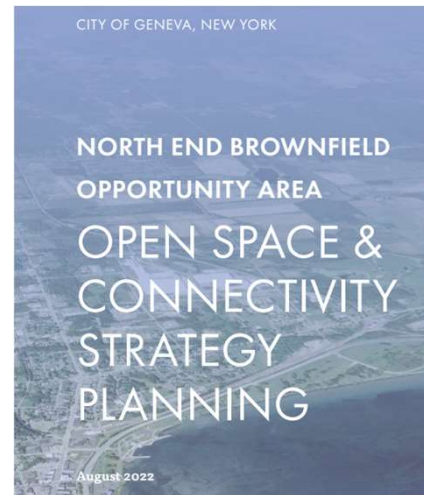 CITY OF GENEVA, NEW YORK
NORTH END BROWNFIELD
OPPORTUNITY AREA
OPEN SPACE &
CONNECTIVITY
STRATEGY
PLANNING
August 2022